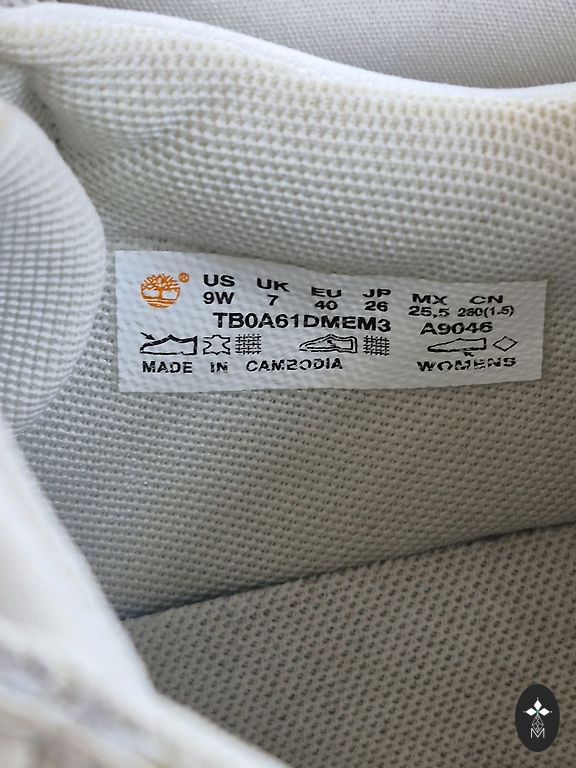 US UK EU JP MX CN
9W 7 40 26 25,5 260(1.5)
TB0A61DMEM3 A9046
MADE IN CAMBODIA WOMENS
M